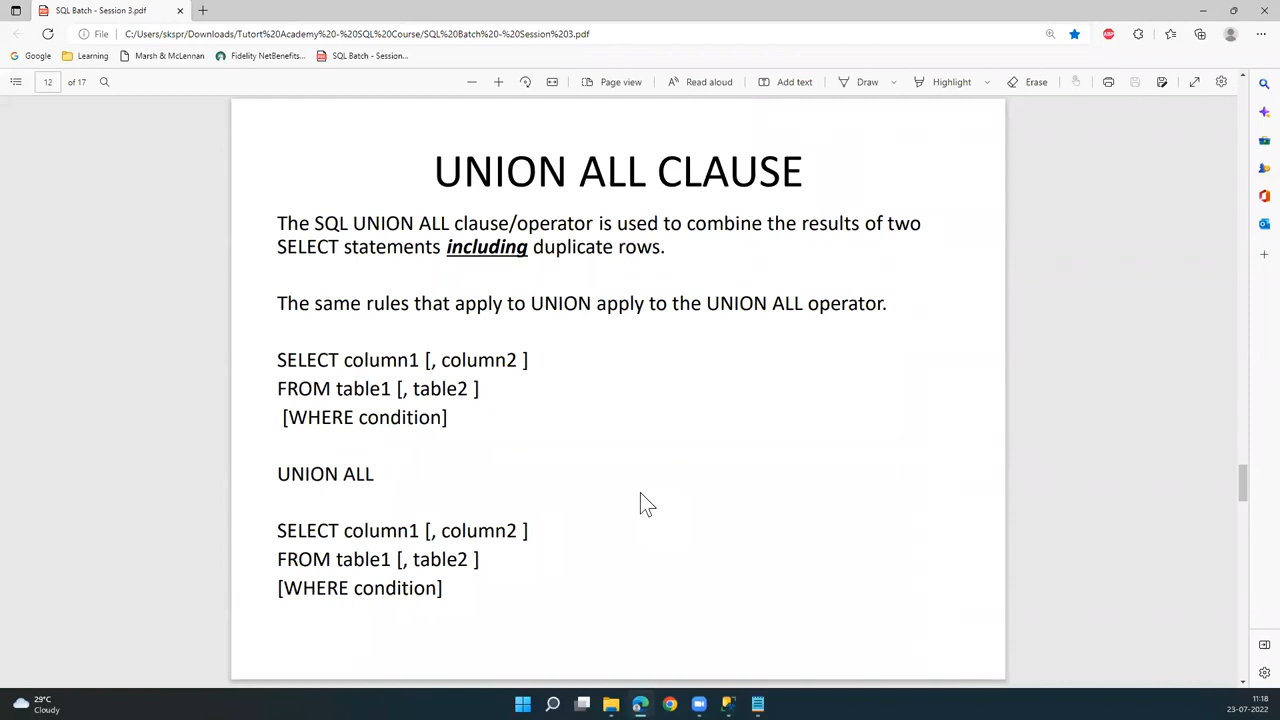 SQL Batch - Session 3.pdf
File C:/Users/skspr/Downloads/Tutort%20Academy%20-%20SQL%20Course/SQL%20Batch%20-%20Session%203.pdf
Google Learning Marsh & McLennan Fidelity NetBenefits... SQL Batch - Session...
12 of 17 Page view Read aloud Add text Draw Highlight Erase
UNION ALL CLAUSE
The SQL UNION ALL clause/operator is used to combine the results of two
SELECT statements including duplicate rows.
The same rules that apply to UNION apply to the UNION ALL operator.
SELECT column1 [, column2 ]
FROM table1 [, table2 ]
[WHERE condition]
UNION ALL
SELECT column1 [, column2 ]
FROM table1 [, table2 ]
[WHERE condition]
29°C
Cloudy
11:18
23-07-2022